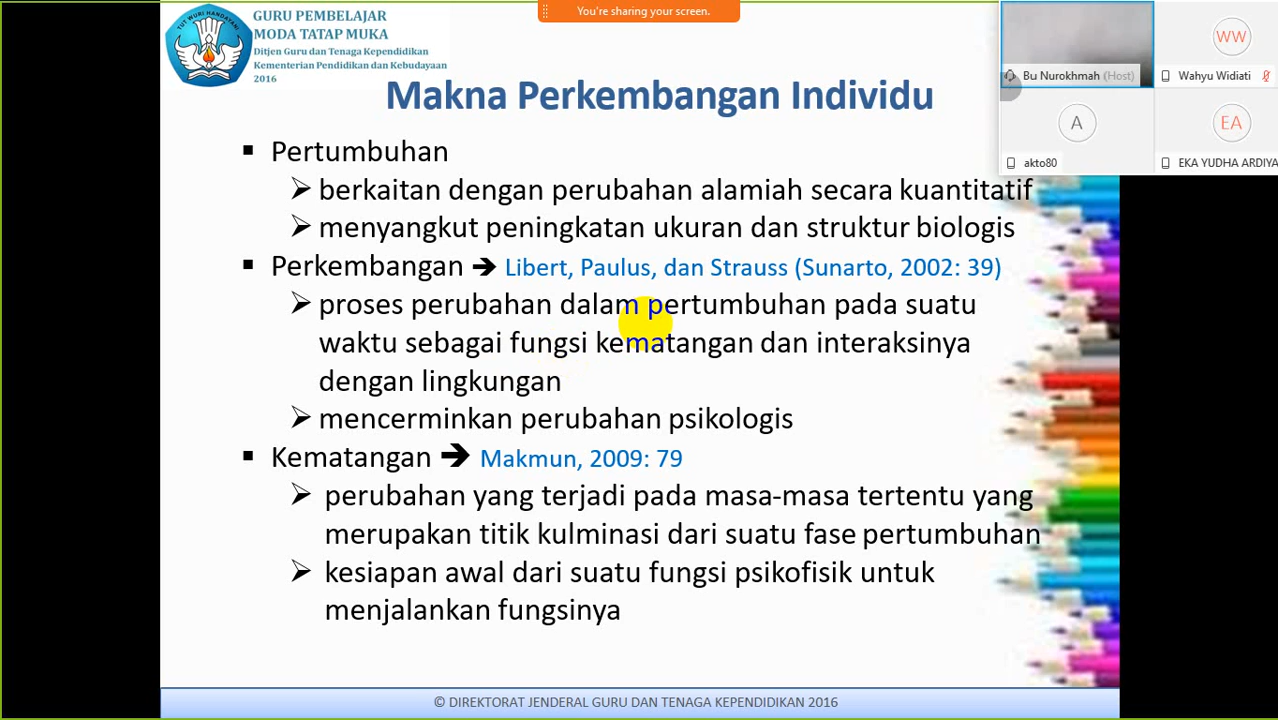 You're sharing your screen.
TUT WURI HANDAYANI
GURU PEMBELAJAR
MODA TATAP MUKA
Ditjen Guru dan Tenaga Kependidikan
Kementerian Pendidikan dan Kebudayaan
2016
Makna Perkembangan Individu
Bu Nurokhmah (Host)
WW
Wahyu Widiati
A
akto80
EA
EKA YUDHA ARDIYA
▪ Pertumbuhan
➢ berkaitan dengan perubahan alamiah secara kuantitatif
➢ menyangkut peningkatan ukuran dan struktur biologis
▪ Perkembangan ➔ Libert, Paulus, dan Strauss (Sunarto, 2002: 39)
➢ proses perubahan dalam pertumbuhan pada suatu
waktu sebagai fungsi kematangan dan interaksinya
dengan lingkungan
➢ mencerminkan perubahan psikologis
▪ Kematangan ➔ Makmun, 2009: 79
➢ perubahan yang terjadi pada masa-masa tertentu yang
merupakan titik kulminasi dari suatu fase pertumbuhan
➢ kesiapan awal dari suatu fungsi psikofisik untuk
menjalankan fungsinya
© DIREKTORAT JENDERAL GURU DAN TENAGA KEPENDIDIKAN 2016